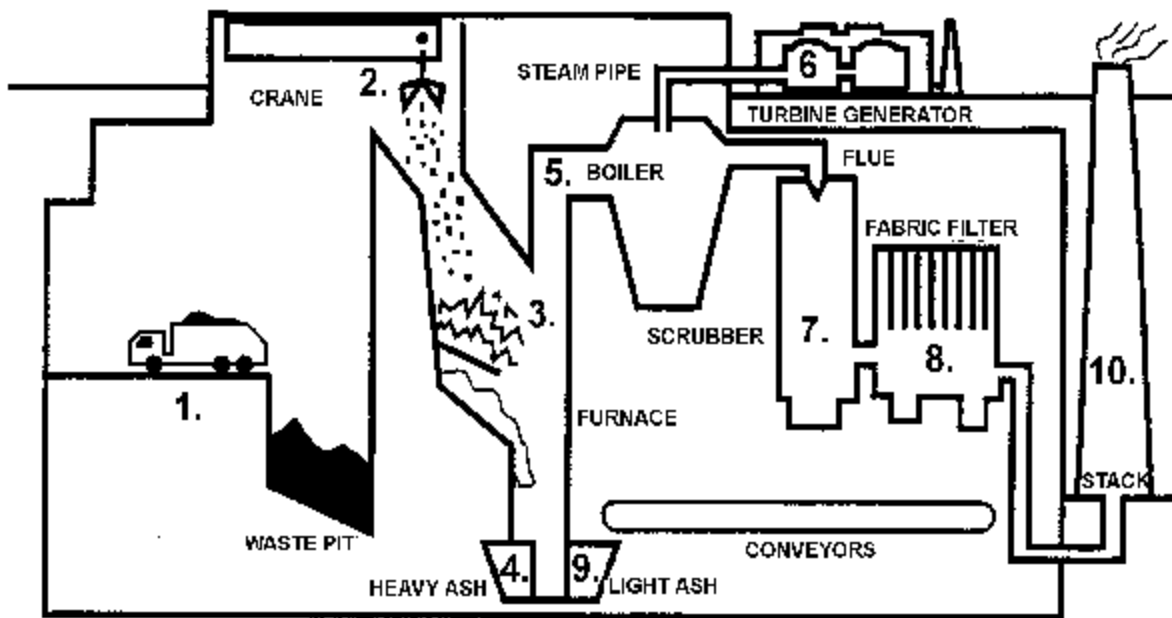 2.
CRANE
STEAM PIPE
6
TURBINE GENERATOR
5.
BOILER
FLUE
FABRIC FILTER
3.
SCRUBBER
7.
8.
10.
1.
FURNACE
STACK
WASTE PIT
CONVEYORS
HEAVY ASH
4.
9.
LIGHT ASH